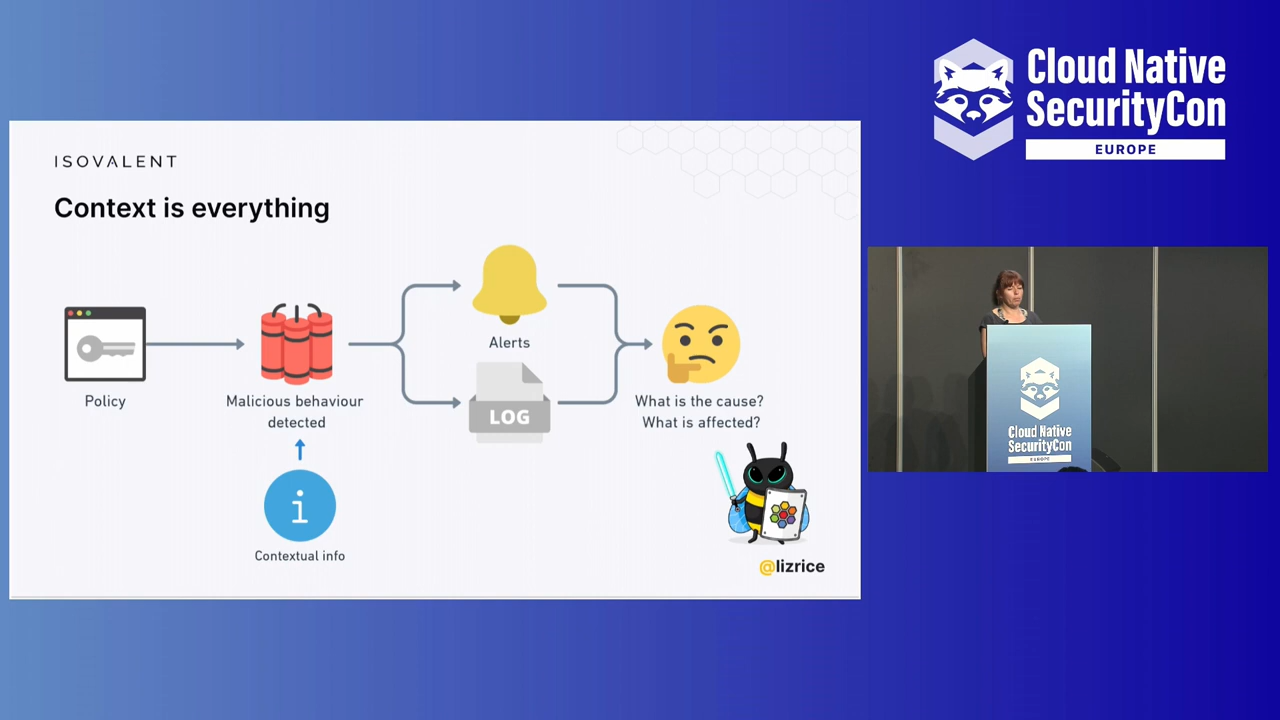 Cloud Native
SecurityCon
EUROPE
ISOVALENT
Context is everything
Policy
Malicious behaviour
detected
Alerts
LOG
What is the cause?
What is affected?
i
Contextual info
@lizrice
Cloud Native
SecurityCon
EUROPE